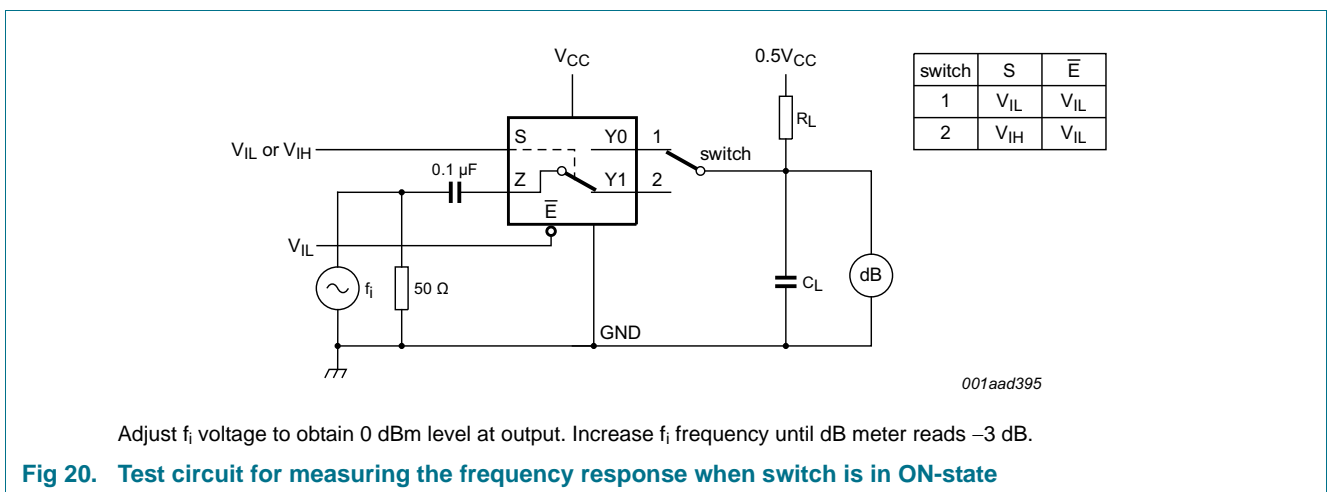 VCC
0.5VCC
switch S E̅
1 VIL VIL
2 VIH VIL
RL
VIL or VIH
S Y0 1
switch
0.1 µF
Z Y1 2
E̅
VIL
fi
50 Ω
CL
dB
GND
001aad395
Adjust fi voltage to obtain 0 dBm level at output. Increase fi frequency until dB meter reads −3 dB.
Fig 20. Test circuit for measuring the frequency response when switch is in ON-state